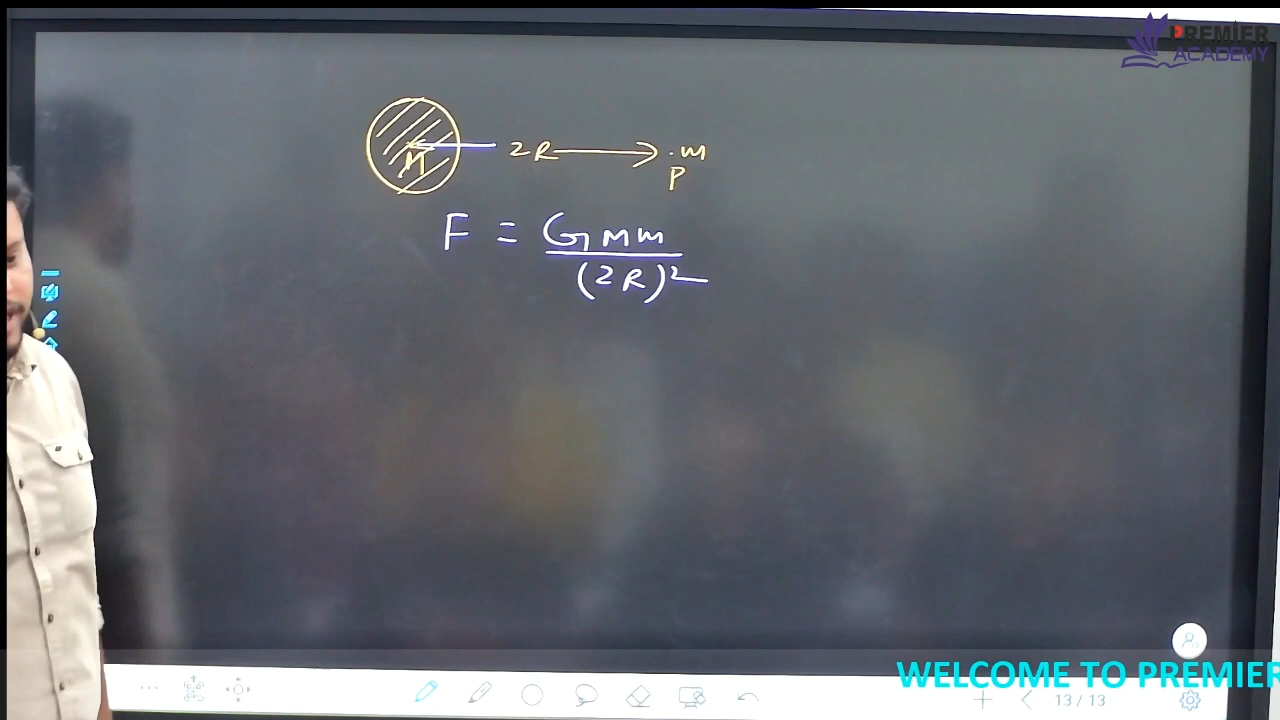 PREMIER
ACADEMY
M 2R .m
P
F = GMm
(2R)²
WELCOME TO PREMIER
13/13